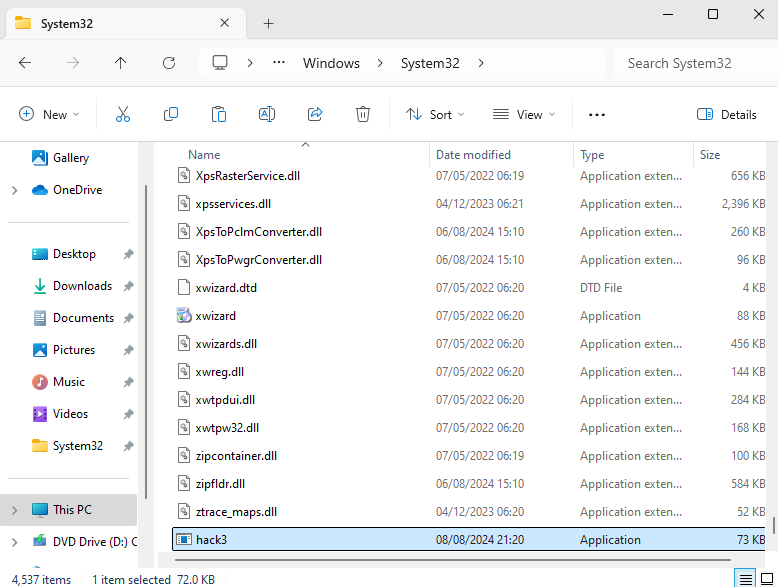 System32
Windows System32 Search System32
New Sort View Details
Gallery
OneDrive
Desktop
Downloads
Documents
Pictures
Music
Videos
System32
This PC
DVD Drive (D:) C
Name Date modified Type Size
XpsRasterService.dll 07/05/2022 06:19 Application exten... 656 KB
xpsservices.dll 04/12/2023 06:21 Application exten... 2,396 KB
XpsToPclmConverter.dll 06/08/2024 15:10 Application exten... 260 KB
XpsToPwgrConverter.dll 06/08/2024 15:10 Application exten... 96 KB
xwizard.dtd 07/05/2022 06:20 DTD File 4 KB
xwizard 07/05/2022 06:20 Application 88 KB
xwizards.dll 07/05/2022 06:20 Application exten... 456 KB
xwreg.dll 07/05/2022 06:20 Application exten... 144 KB
xwtpdui.dll 07/05/2022 06:20 Application exten... 284 KB
xwtpw32.dll 07/05/2022 06:20 Application exten... 168 KB
zipcontainer.dll 07/05/2022 06:19 Application exten... 100 KB
zipfldr.dll 06/08/2024 15:10 Application exten... 584 KB
ztrace_maps.dll 04/12/2023 06:20 Application exten... 52 KB
hack3 08/08/2024 21:20 Application 73 KB
4,537 items 1 item selected 72.0 KB